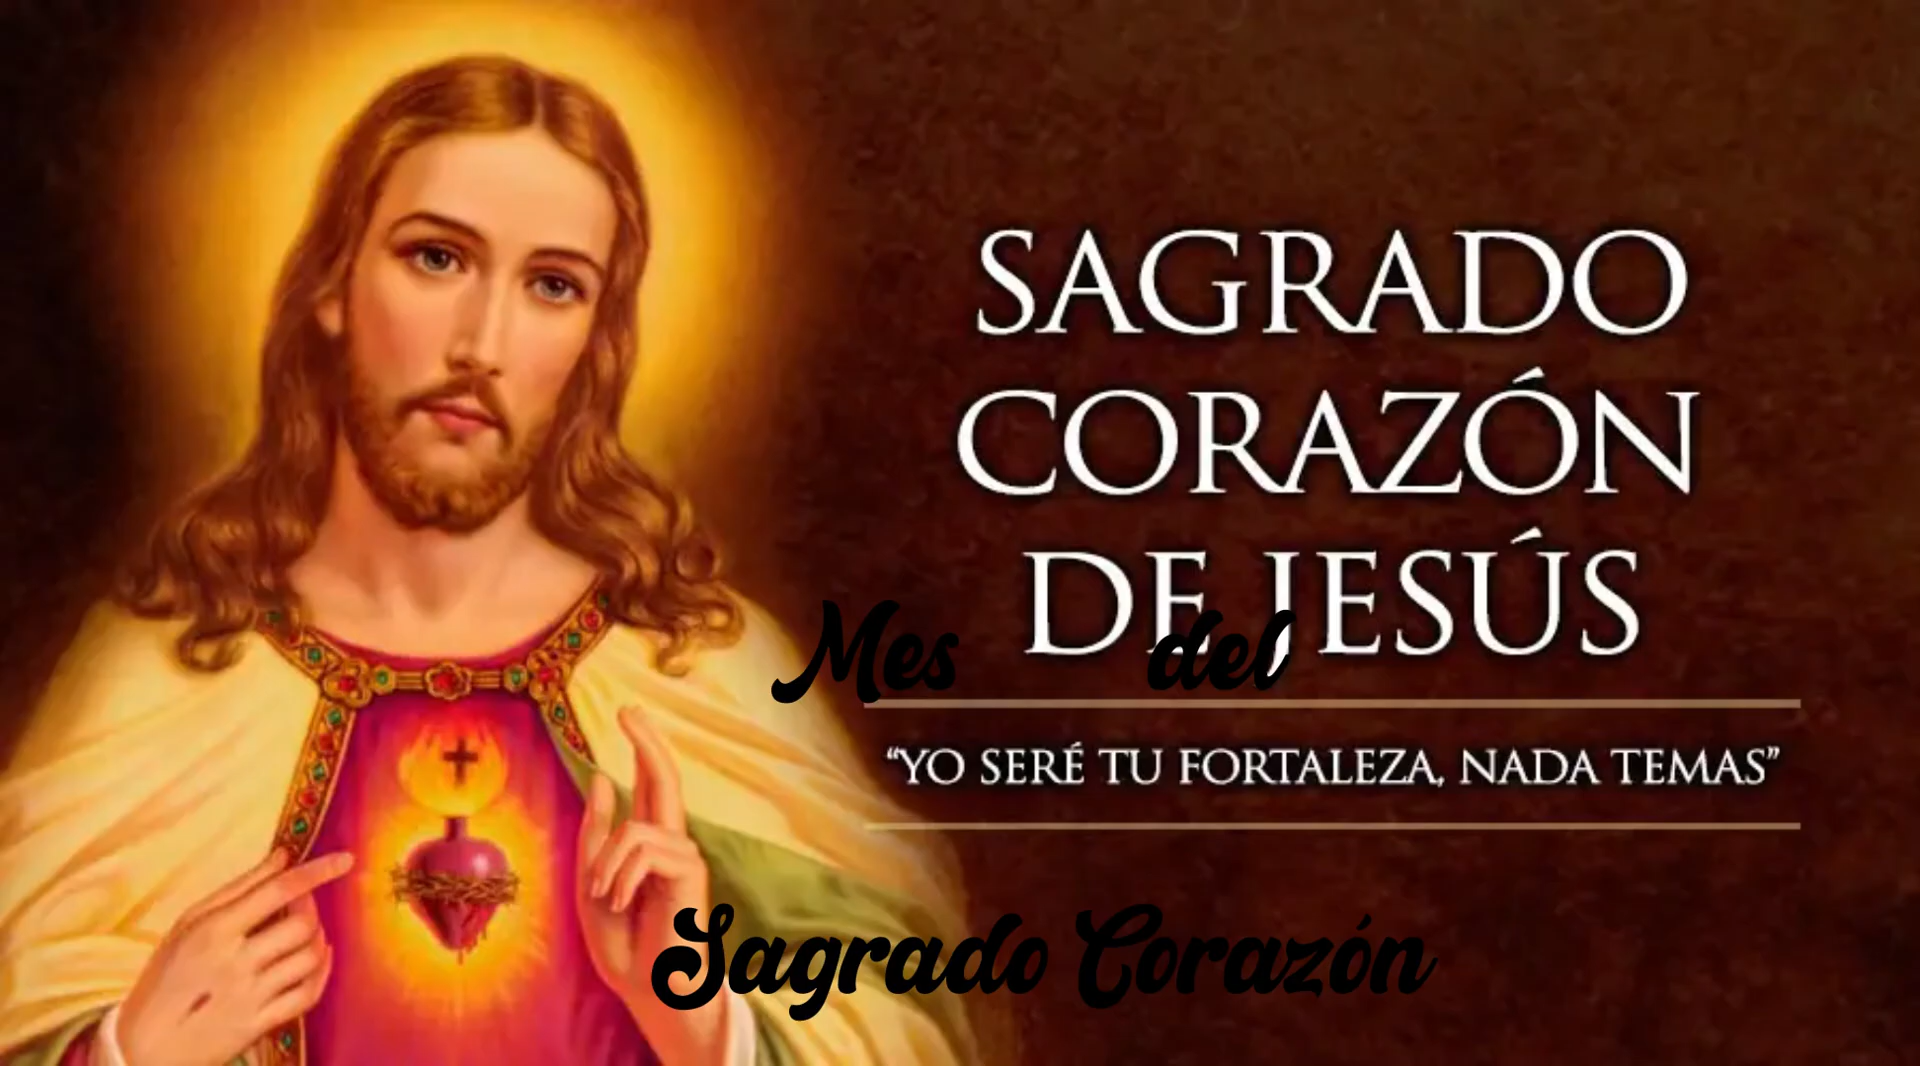 SAGRADO
CORAZÓN
DE JESÚS
Mes del
“YO SERÉ TU FORTALEZA, NADA TEMAS”
Sagrado Corazón